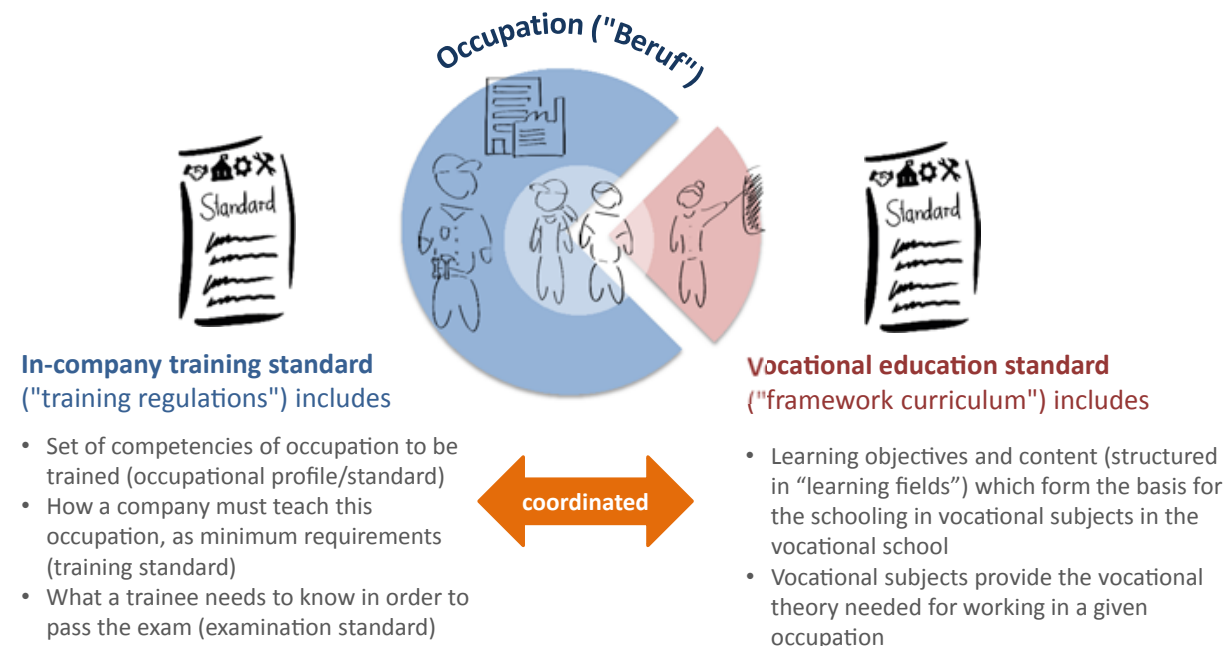 Occupation ("Beruf")
Standard
In-company training standard
("training regulations") includes
• Set of competencies of occupation to be
trained (occupational profile/standard)
• How a company must teach this
occupation, as minimum requirements
(training standard)
• What a trainee needs to know in order to
pass the exam (examination standard)
coordinated
Standard
Vocational education standard
("framework curriculum") includes
• Learning objectives and content (structured
in “learning fields”) which form the basis for
the schooling in vocational subjects in the
vocational school
• Vocational subjects provide the vocational
theory needed for working in a given
occupation